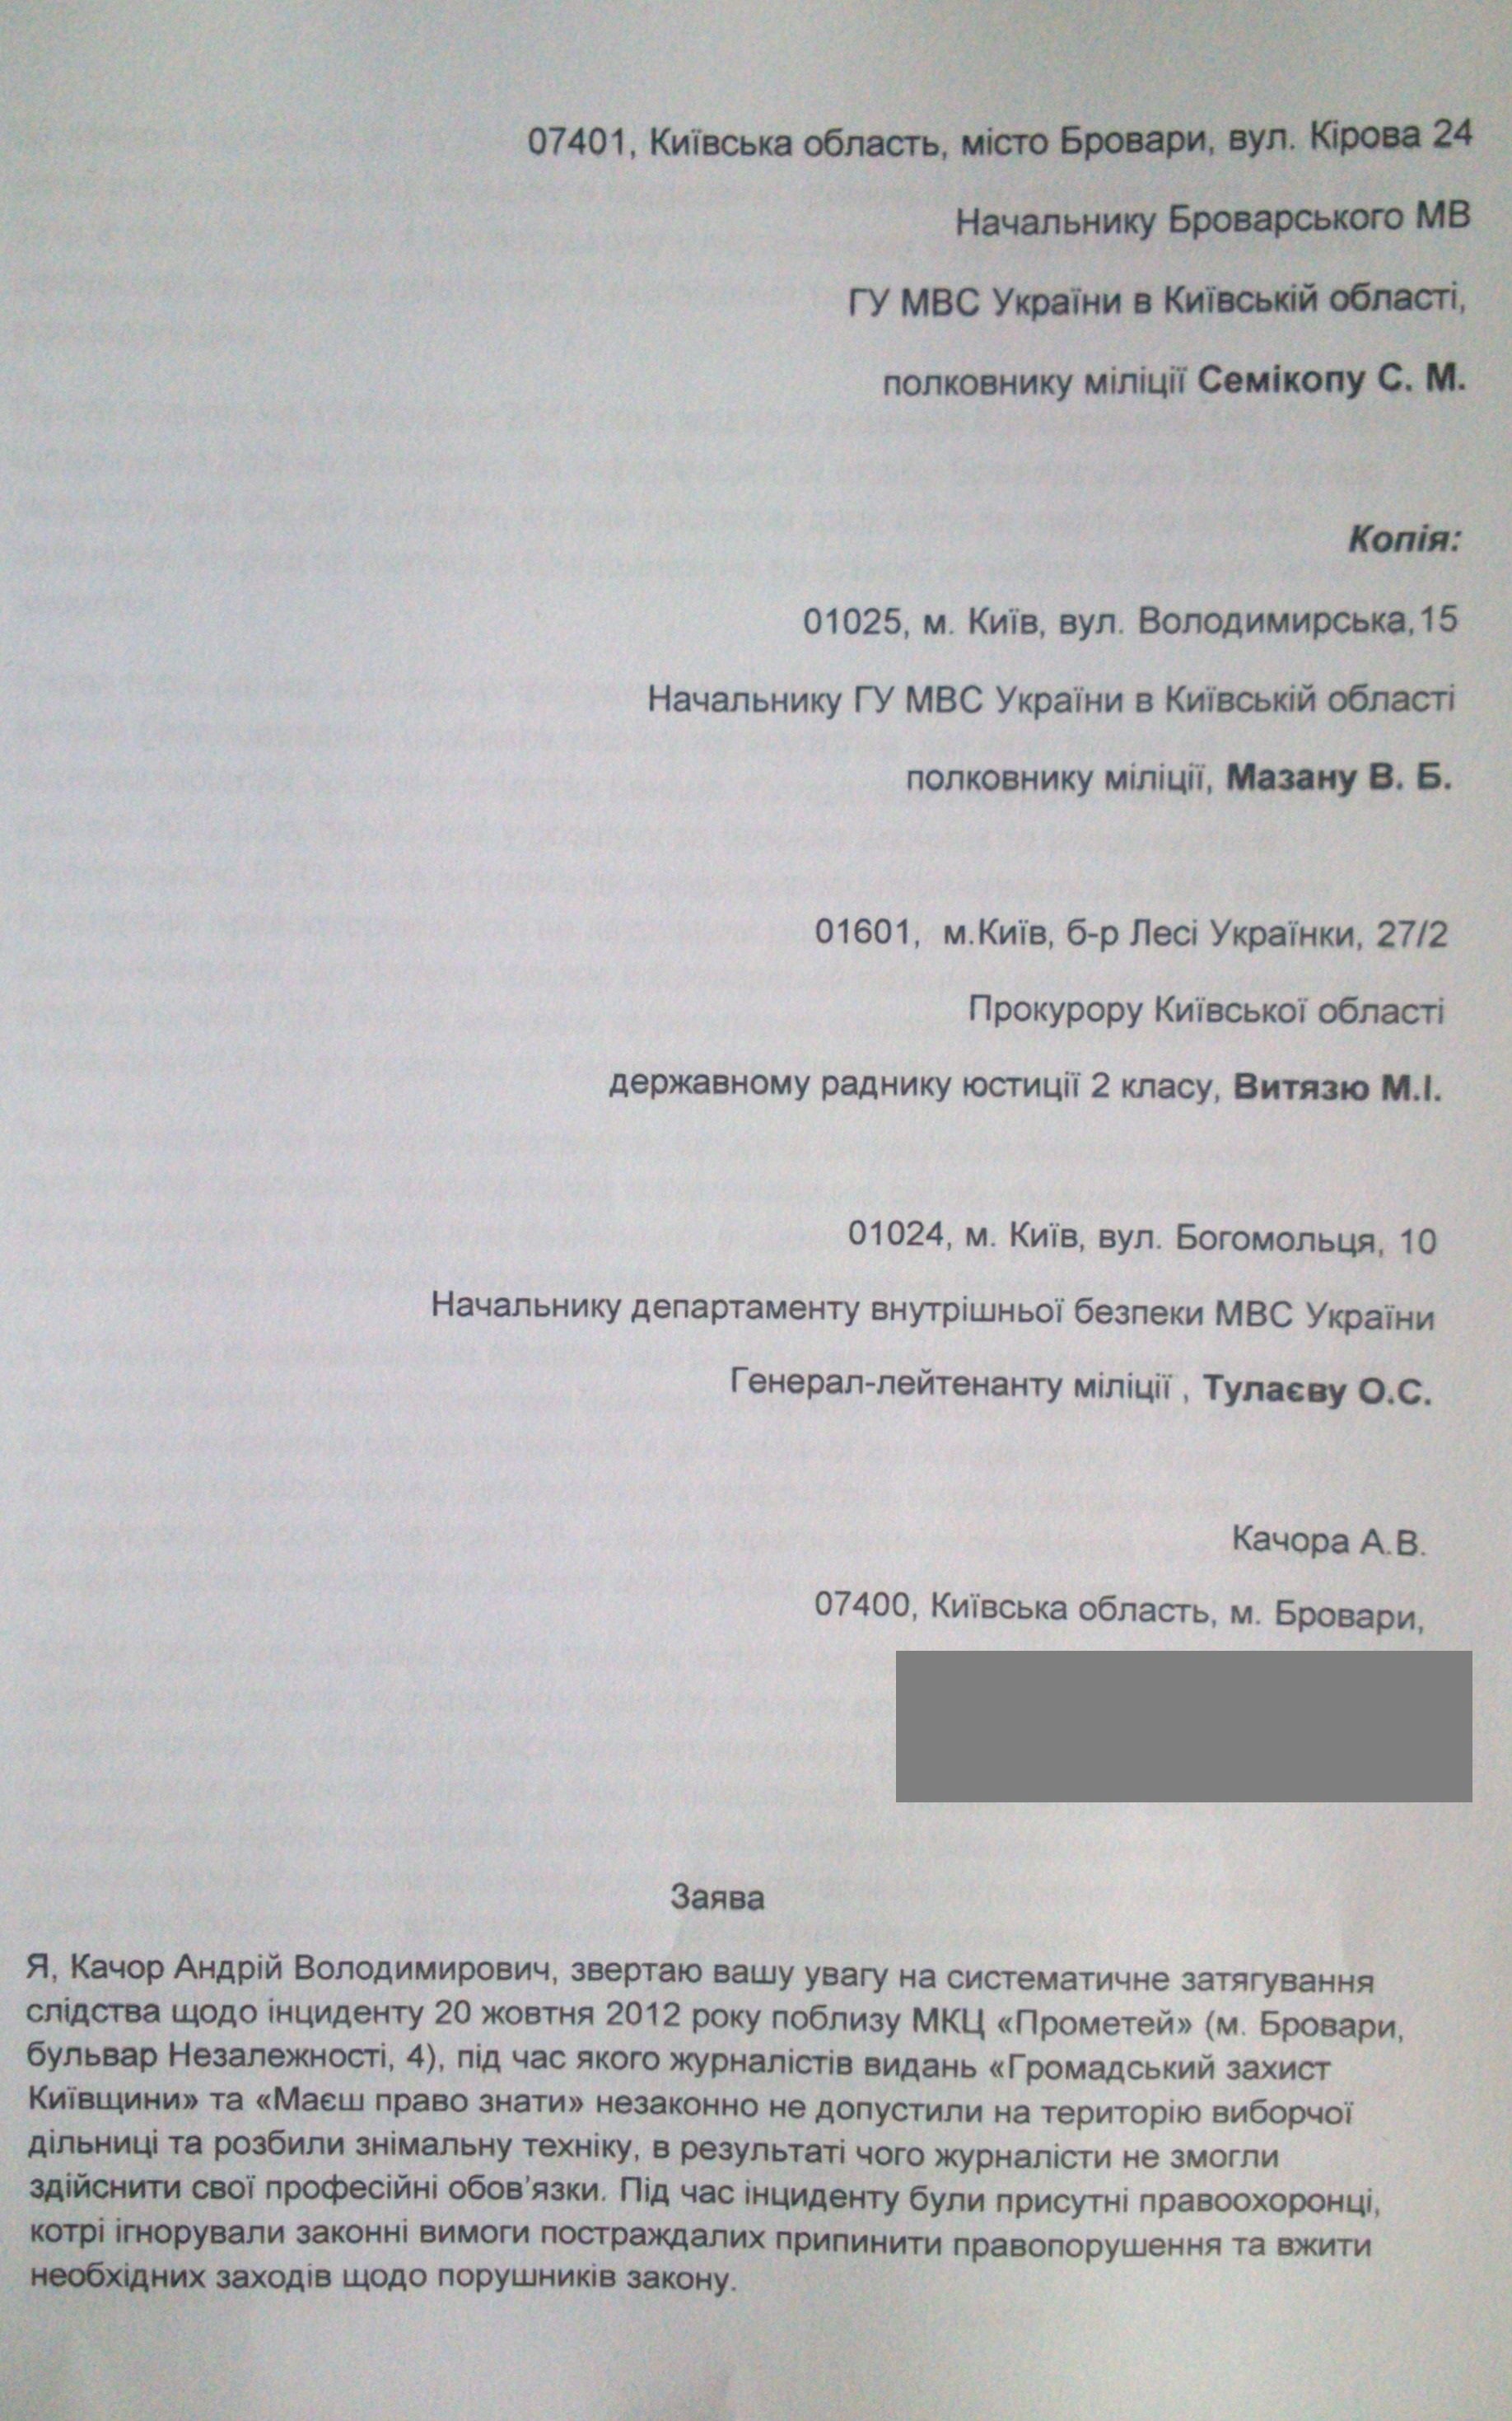 07401, Київська область, місто Бровари, вул. Кірова 24
Начальнику Броварського МВ
ГУ МВС України в Київській області,
полковнику міліції Семікопу С. М.
Копія:
01025, м. Київ, вул. Володимирська,15
Начальнику ГУ МВС України в Київській області
полковнику міліції, Мазану В. Б.
01601, м.Київ, б-р Лесі Українки, 27/2
Прокурору Київської області
державному раднику юстиції 2 класу, Витязю М.І.
01024, м. Київ, вул. Богомольця, 10
Начальнику департаменту внутрішньої безпеки МВС України
Генерал-лейтенанту міліції , Тулаєву О.С.
Качора А.В.
07400, Київська область, м. Бровари,
Заява
Я, Качор Андрій Володимирович, звертаю вашу увагу на систематичне затягування
слідства щодо інциденту 20 жовтня 2012 року поблизу МКЦ «Прометей» (м. Бровари,
бульвар Незалежності, 4), під час якого журналістів видань «Громадський захист
Київщини» та «Маєш право знати» незаконно не допустили на територію виборчої
дільниці та розбили знімальну техніку, в результаті чого журналісти не змогли
здійснити свої професійні обов'язки. Під час інциденту були присутні правоохоронці,
котрі ігнорували законні вимоги постраждалих припинити правопорушення та вжити
необхідних заходів щодо порушників закону.